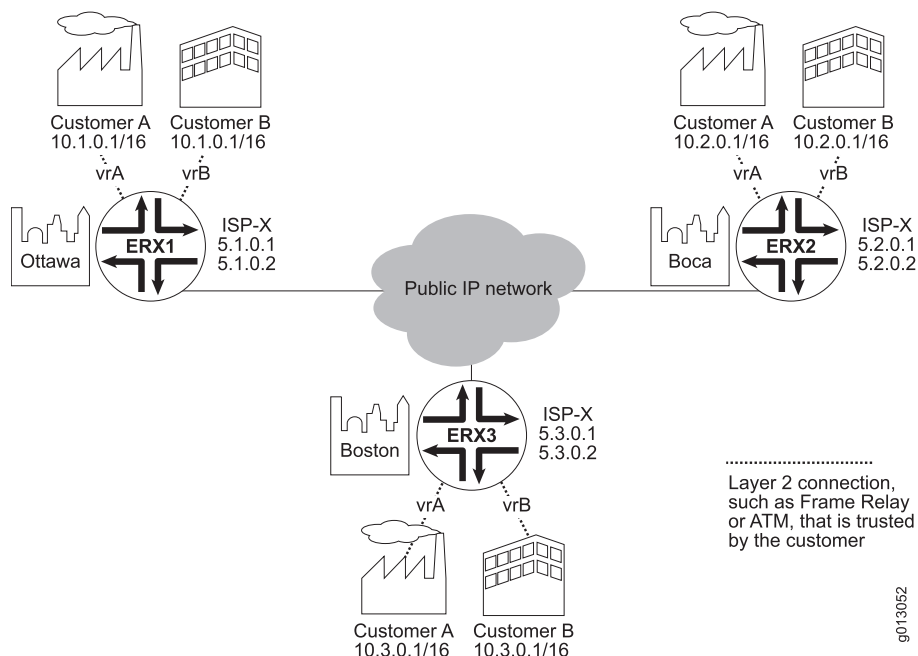 Customer A
10.1.0.1/16
Customer B
10.1.0.1/16
vrA
vrB
Ottawa
ERX1
ISP-X
5.1.0.1
5.1.0.2
Customer A
10.2.0.1/16
Customer B
10.2.0.1/16
vrA
vrB
Boca
ERX2
ISP-X
5.2.0.1
5.2.0.2
Public IP network
Boston
ERX3
ISP-X
5.3.0.1
5.3.0.2
vrA
vrB
Customer A
10.3.0.1/16
Customer B
10.3.0.1/16
Layer 2 connection,
such as Frame Relay
or ATM, that is trusted
by the customer
g013052